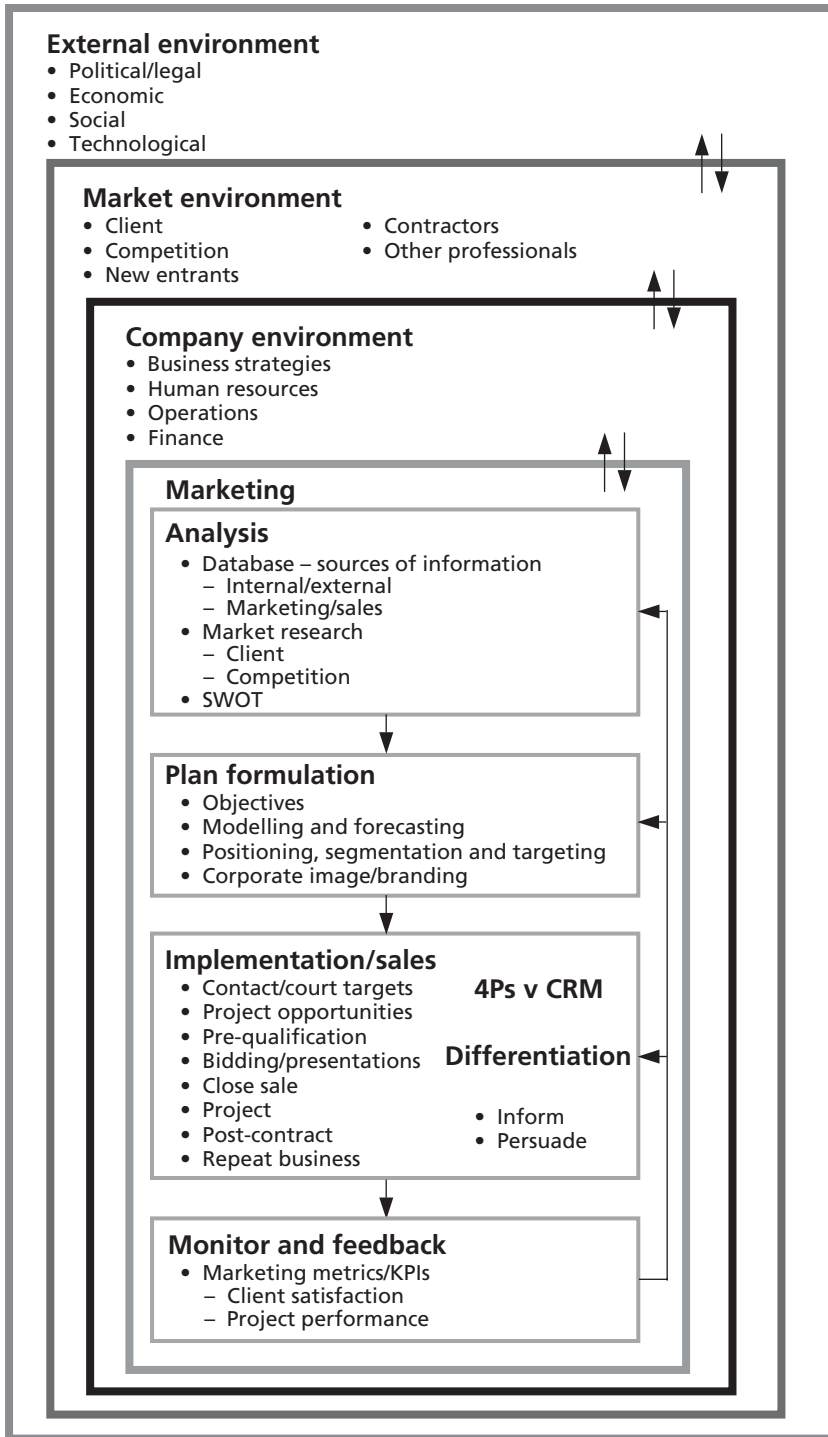 External environment
• Political/legal
• Economic
• Social
• Technological
Market environment
• Client
• Competition
• New entrants
• Contractors
• Other professionals
Company environment
• Business strategies
• Human resources
• Operations
• Finance
Marketing
Analysis
• Database – sources of information
– Internal/external
– Marketing/sales
• Market research
– Client
– Competition
• SWOT
Plan formulation
• Objectives
• Modelling and forecasting
• Positioning, segmentation and targeting
• Corporate image/branding
Implementation/sales
• Contact/court targets
• Project opportunities
• Pre-qualification
• Bidding/presentations
• Close sale
• Project
• Post-contract
• Repeat business
4Ps v CRM
Differentiation
• Inform
• Persuade
Monitor and feedback
• Marketing metrics/KPIs
– Client satisfaction
– Project performance